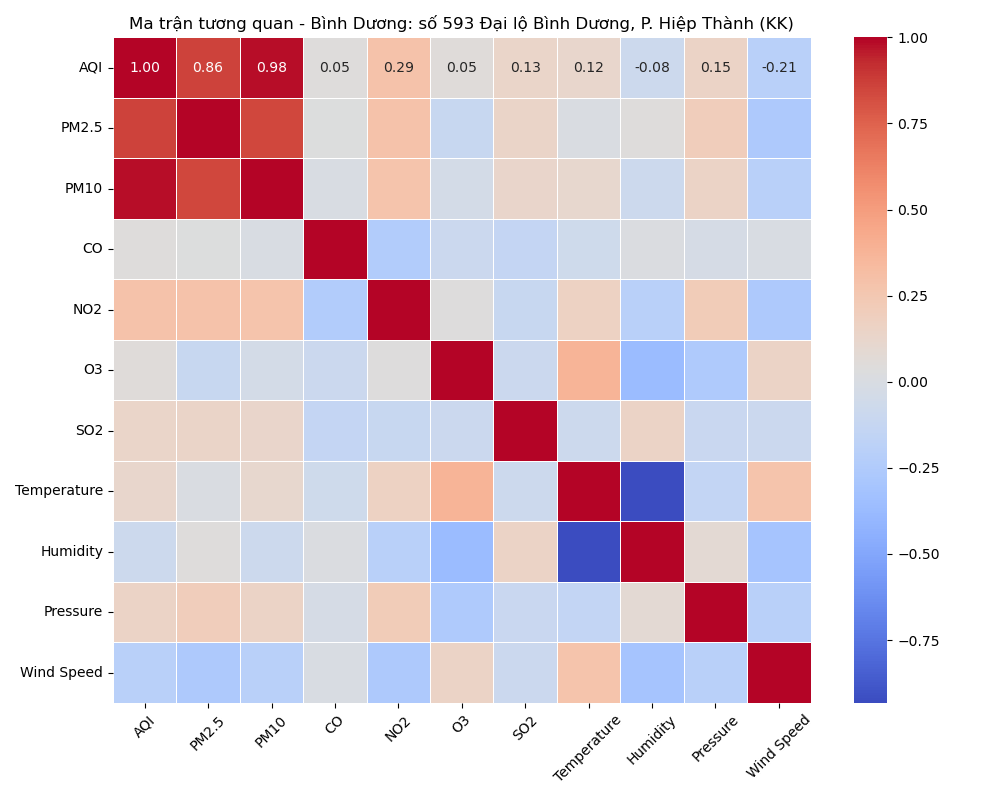 Ma trận tương quan - Bình Dương: số 593 Đại lộ Bình Dương, P. Hiệp Thành (KK)
AQI 1.00 0.86 0.98 0.05 0.29 0.05 0.13 0.12 -0.08 0.15 -0.21
PM2.5
PM10
CO
NO2
O3
SO2
Temperature
Humidity
Pressure
Wind Speed
AQI PM2.5 PM10 CO NO2 O3 SO2 Temperature Humidity Pressure Wind Speed
1.00
0.75
0.50
0.25
0.00
−0.25
−0.50
−0.75